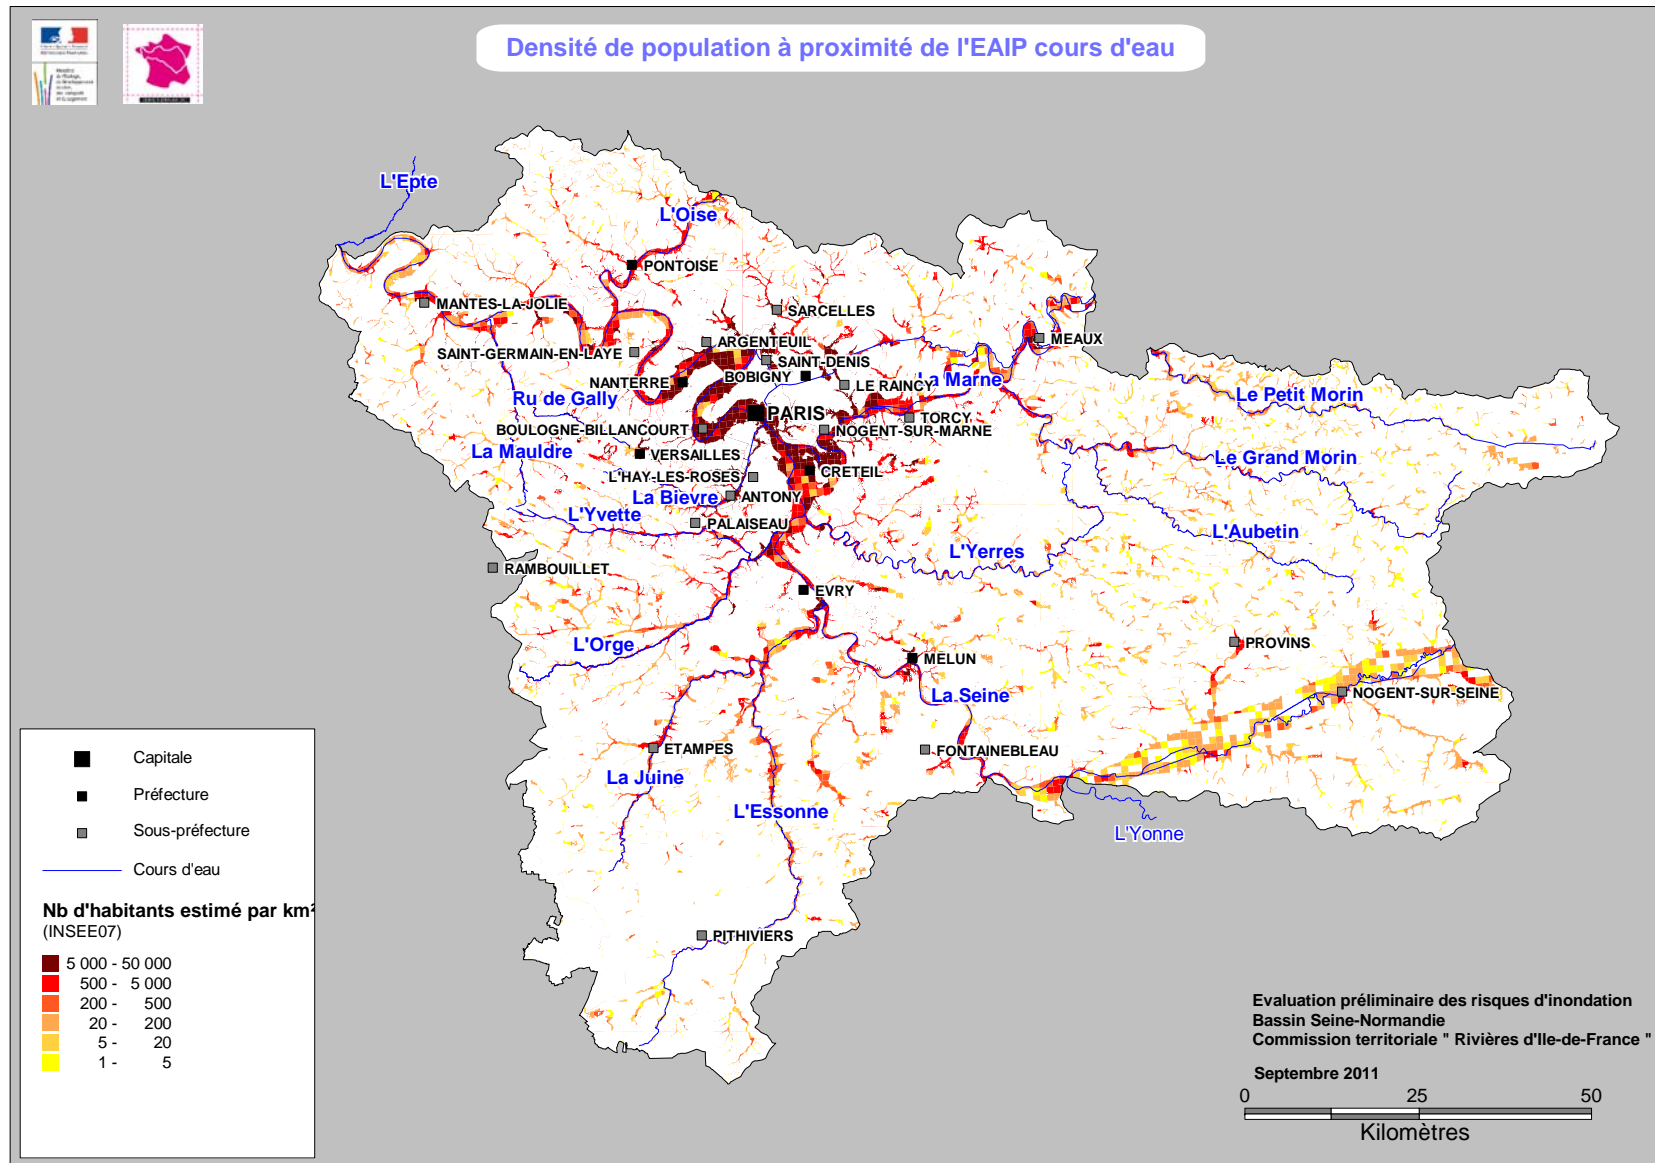 Densité de population à proximité de l'EAIP cours d'eau
L'Epte
L'Oise
PONTOISE
MANTES-LA-JOLIE
SARCELLES
SAINT-GERMAIN-EN-LAYE
ARGENTEUIL
SAINT-DENIS
MEAUX
NANTERRE
BOBIGNY
LE RAINCY
La Marne
Ru de Gally
Le Petit Morin
PARIS
TORCY
BOULOGNE-BILLANCOURT
NOGENT-SUR-MARNE
La Mauldre
VERSAILLES
Le Grand Morin
L'HAY-LES-ROSES
CRETEIL
La Bievre
ANTONY
L'Yvette
PALAISEAU
L'Aubetin
L'Yerres
RAMBOUILLET
EVRY
L'Orge
PROVINS
MELUN
La Seine
NOGENT-SUR-SEINE
ETAMPES
FONTAINEBLEAU
La Juine
L'Essonne
L'Yonne
PITHIVIERS
Capitale
Préfecture
Sous-préfecture
Cours d'eau
Nb d'habitants estimé par km²
(INSEE07)
5 000 - 50 000
500 - 5 000
200 - 500
20 - 200
5 - 20
1 - 5
Evaluation préliminaire des risques d'inondation
Bassin Seine-Normandie
Commission territoriale " Rivières d'Ile-de-France "
Septembre 2011
0 25 50
Kilomètres